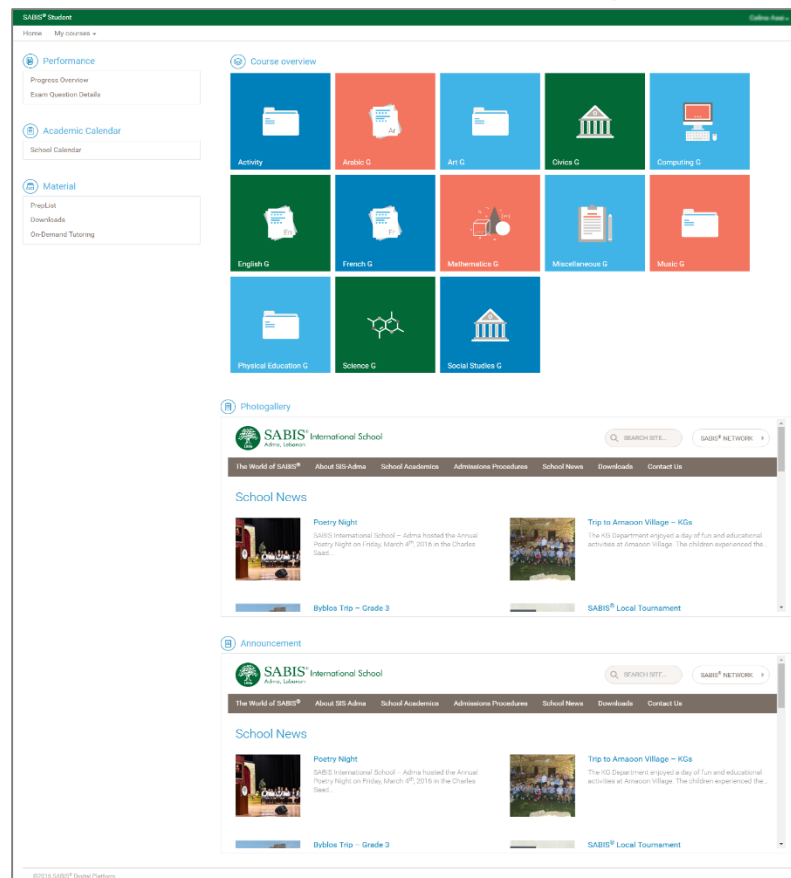 SABIS® Student
Home My courses
Performance
Progress Overview
Exam Question Details
Academic Calendar
School Calendar
Material
PrepList
Downloads
On-Demand Tutoring
Course overview
Activity
Ar
Arabic G
Art G
Civics G
Computing G
En
English G
Fr
French G
Mathematics G
Miscellaneous G
Music G
Physical Education G
Science G
Social Studies G
Photogallery
SABIS® International School
Adma, Lebanon
SEARCH SITE...
SABIS® NETWORK
The World of SABIS® About SIS-Adma School Academics Admissions Procedures School News Downloads Contact Us
School News
Poetry Night
SABIS International School – Adma hosted the Annual
Poetry Night on Friday, March 4th, 2016 in the Charles
Saad...
Trip to Amaoon Village – KGs
The KG Department enjoyed a day of fun and educational
activities at Amaoon Village. The children experienced the...
Byblos Trip – Grade 3
SABIS® Local Tournament
Announcement
SABIS® International School
Adma, Lebanon
SEARCH SITE...
SABIS® NETWORK
The World of SABIS® About SIS-Adma School Academics Admissions Procedures School News Downloads Contact Us
School News
Poetry Night
SABIS International School – Adma hosted the Annual
Poetry Night on Friday, March 4th, 2016 in the Charles
Saad...
Trip to Amaoon Village – KGs
The KG Department enjoyed a day of fun and educational
activities at Amaoon Village. The children experienced the...
Byblos Trip – Grade 3
SABIS® Local Tournament
©2016 SABIS® Digital Platform